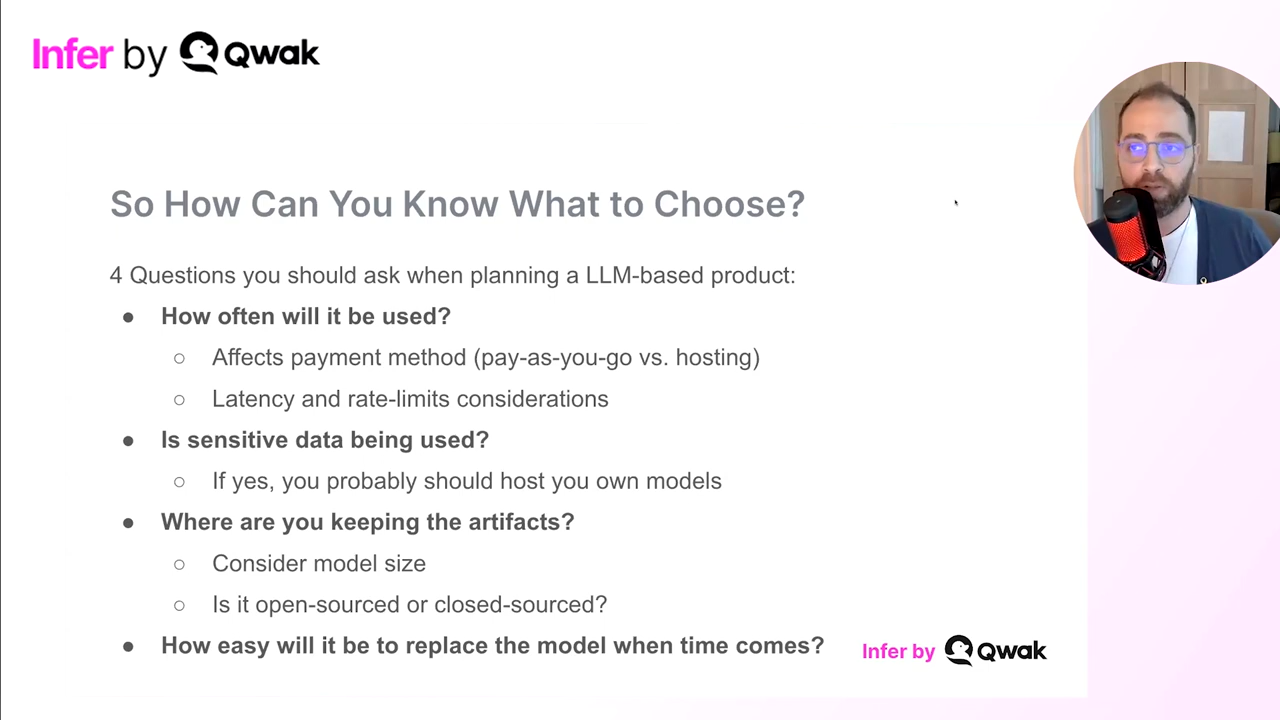 Infer by Qwak
So How Can You Know What to Choose?
4 Questions you should ask when planning a LLM-based product:
● How often will it be used?
○ Affects payment method (pay-as-you-go vs. hosting)
○ Latency and rate-limits considerations
● Is sensitive data being used?
○ If yes, you probably should host you own models
● Where are you keeping the artifacts?
○ Consider model size
○ Is it open-sourced or closed-sourced?
● How easy will it be to replace the model when time comes?
Infer by Qwak